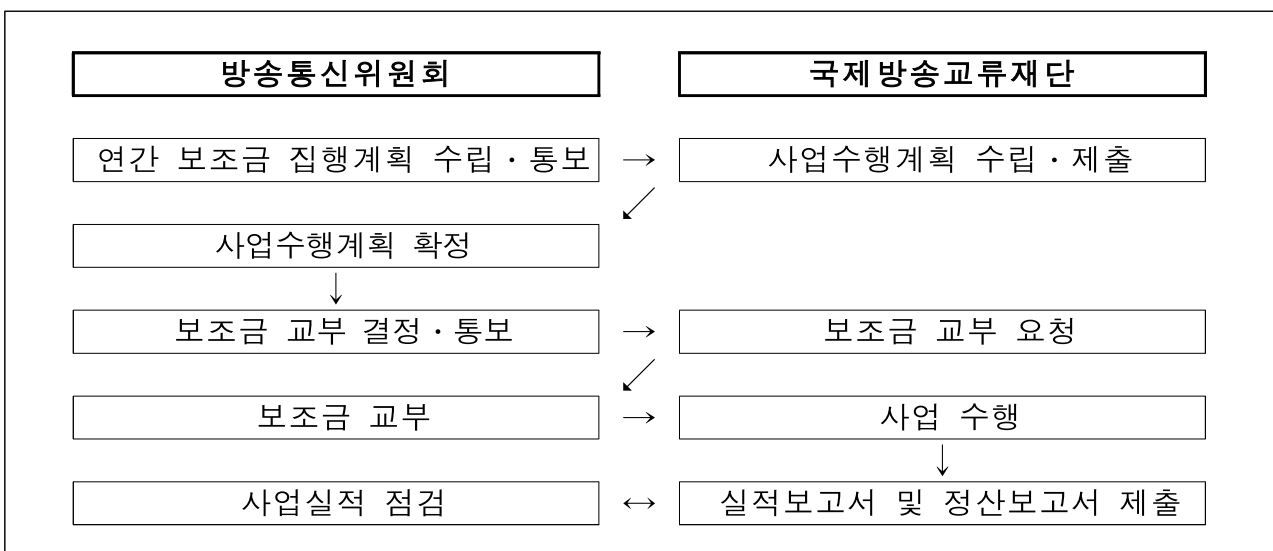 방송통신위원회 국제방송교류재단
연간 보조금 집행계획 수립·통보 → 사업수행계획 수립·제출
↙
사업수행계획 확정
↓
보조금 교부 결정·통보 → 보조금 교부 요청
↙
보조금 교부 → 사업 수행
↓
사업실적 점검 ↔ 실적보고서 및 정산보고서 제출